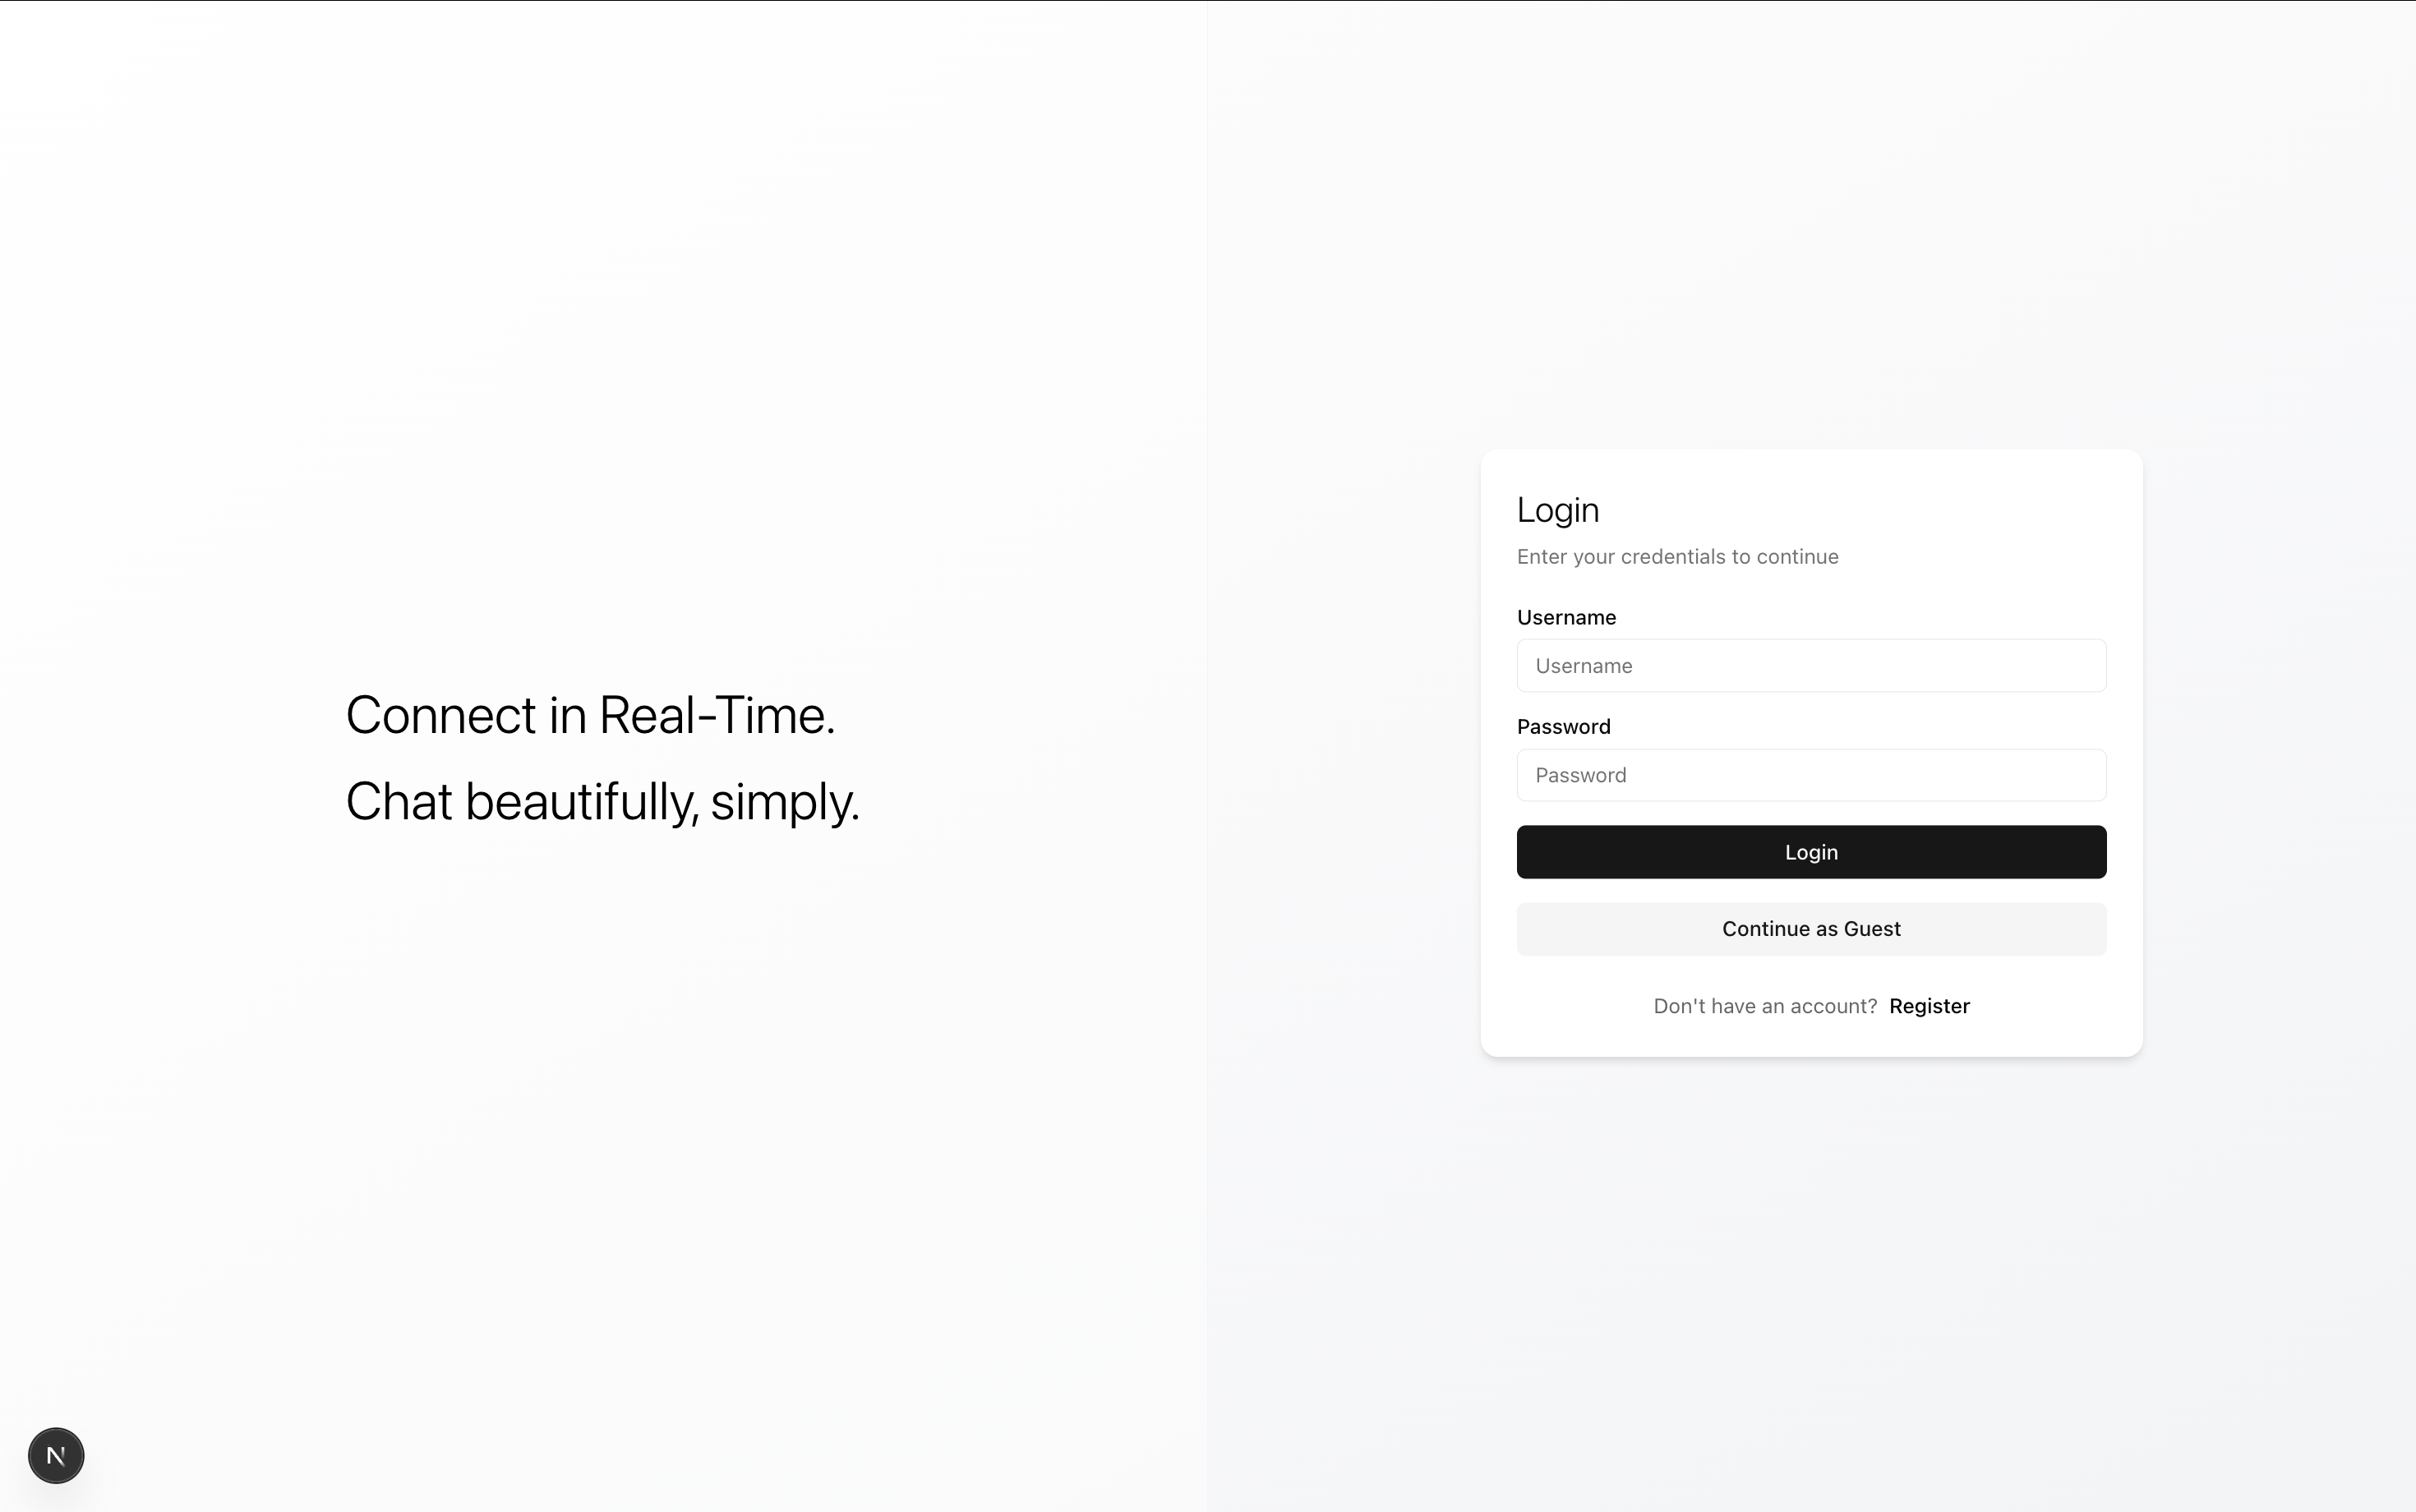 Connect in Real-Time.
Chat beautifully, simply.
Login
Enter your credentials to continue
Username
Username
Password
Password
Login
Continue as Guest
Don't have an account? Register
N